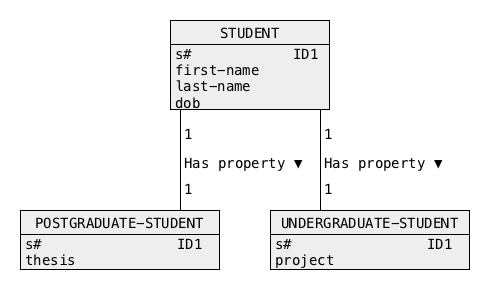 STUDENT
s# ID1
first-name
last-name
dob
1 1
Has property ▼ Has property ▼
1 1
POSTGRADUATE-STUDENT UNDERGRADUATE-STUDENT
s# ID1 s# ID1
thesis project